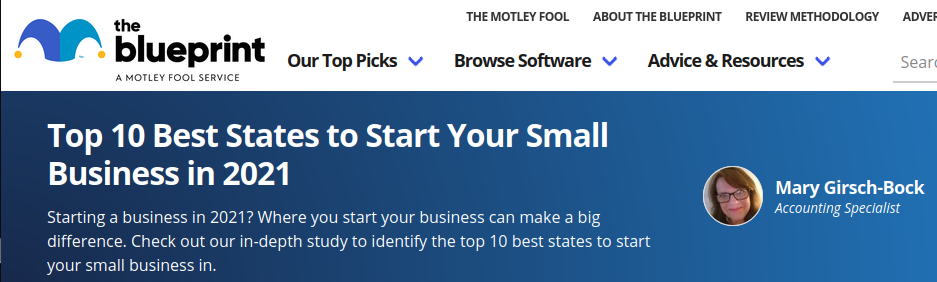 THE MOTLEY FOOL ABOUT THE BLUEPRINT REVIEW METHODOLOGY ADVER
the
blueprint
A MOTLEY FOOL SERVICE
Our Top Picks Browse Software Advice & Resources Searc
Top 10 Best States to Start Your Small
Business in 2021
Starting a business in 2021? Where you start your business can make a big
difference. Check out our in-depth study to identify the top 10 best states to start
your small business in.
Mary Girsch-Bock
Accounting Specialist